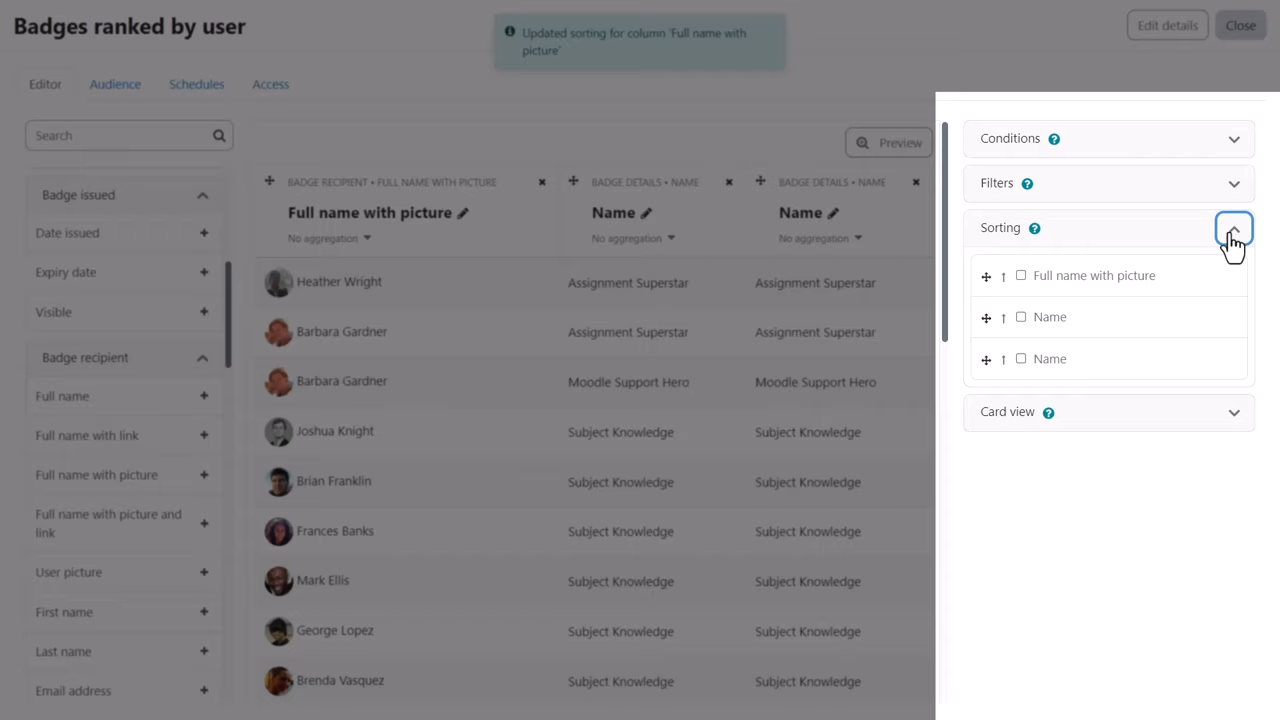 Badges ranked by user
Updated sorting for column 'Full name with
picture'
Edit details
Close
Editor
Audience
Schedules
Access
Search
Badge issued
Date issued
Expiry date
Visible
Badge recipient
Full name
Full name with link
Full name with picture
Full name with picture and
link
User picture
First name
Last name
Email address
Preview
BADGE RECIPIENT • FULL NAME WITH PICTURE
BADGE DETAILS • NAME
BADGE DETAILS • NAME
Full name with picture
Name
Name
No aggregation
No aggregation
No aggregation
Heather Wright
Assignment Superstar
Assignment Superstar
Barbara Gardner
Assignment Superstar
Assignment Superstar
Barbara Gardner
Moodle Support Hero
Moodle Support Hero
Joshua Knight
Subject Knowledge
Subject Knowledge
Brian Franklin
Subject Knowledge
Subject Knowledge
Frances Banks
Subject Knowledge
Subject Knowledge
Mark Ellis
Subject Knowledge
Subject Knowledge
George Lopez
Subject Knowledge
Subject Knowledge
Brenda Vasquez
Subject Knowledge
Subject Knowledge
Conditions
Filters
Sorting
Full name with picture
Name
Name
Card view